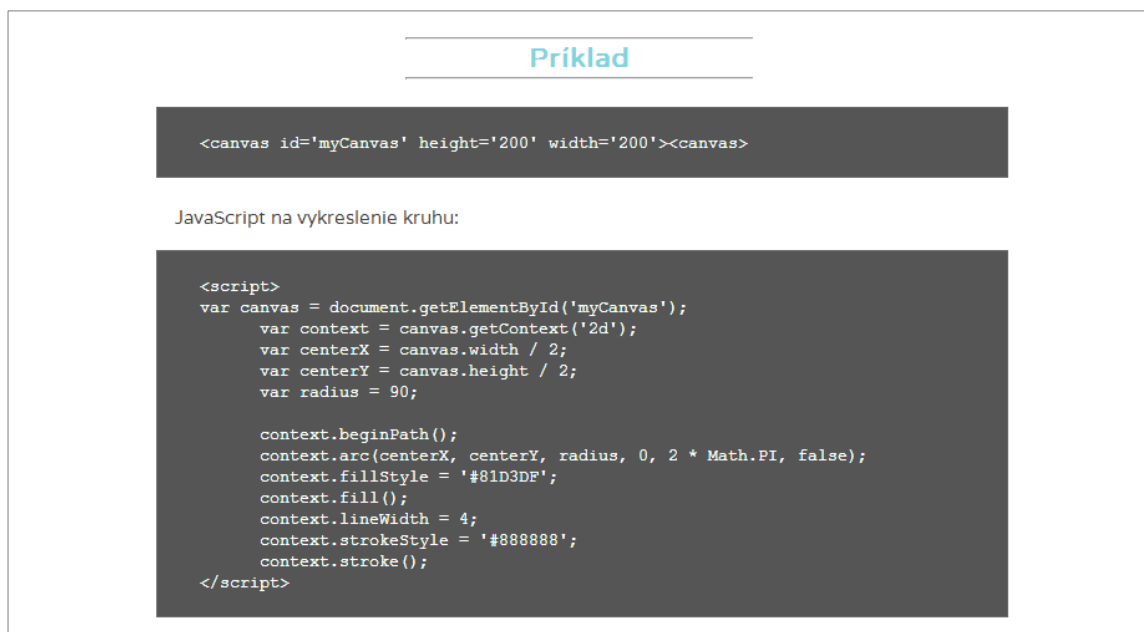 Príklad
<canvas id='myCanvas' height='200' width='200'><canvas>
JavaScript na vykreslenie kruhu:
<script>
var canvas = document.getElementById('myCanvas');
var context = canvas.getContext('2d');
var centerX = canvas.width / 2;
var centerY = canvas.height / 2;
var radius = 90;
context.beginPath();
context.arc(centerX, centerY, radius, 0, 2 * Math.PI, false);
context.fillStyle = '#81D3DF';
context.fill();
context.lineWidth = 4;
context.strokeStyle = '#888888';
context.stroke();
</script>